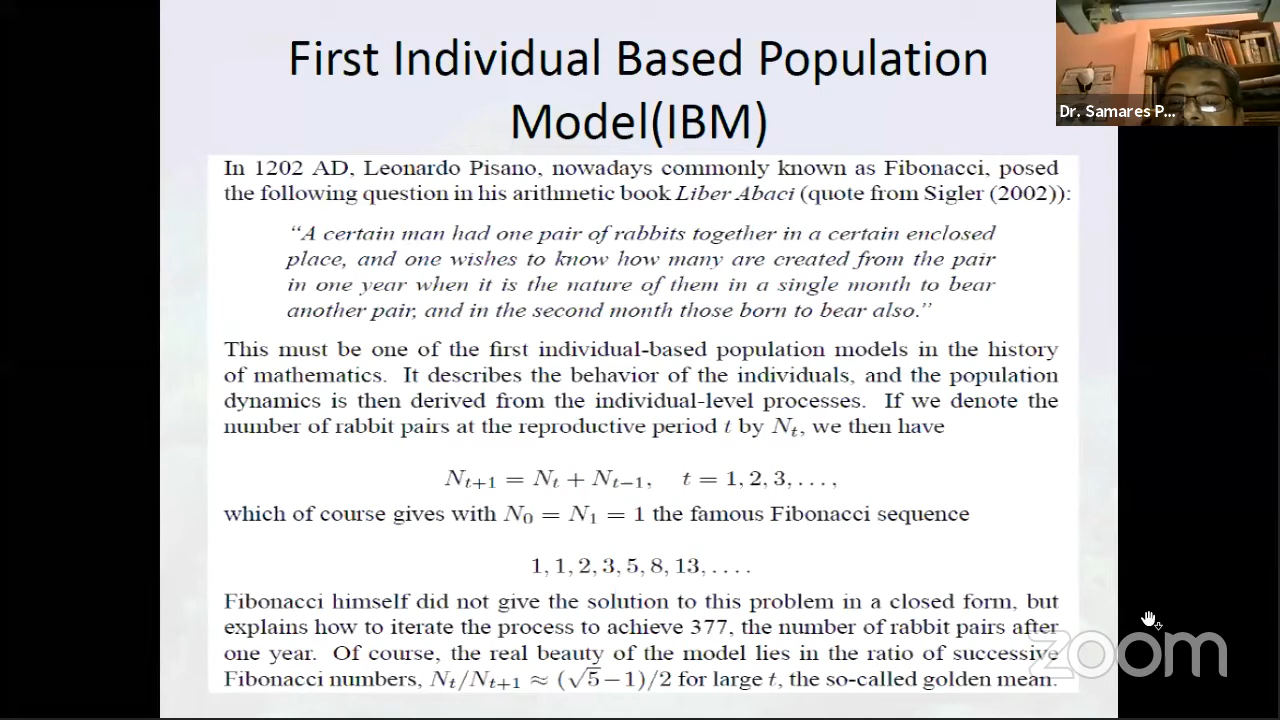 First Individual Based Population
Model(IBM)
Dr. Samares P...
In 1202 AD, Leonardo Pisano, nowadays commonly known as Fibonacci, posed
the following question in his arithmetic book Liber Abaci (quote from Sigler (2002)):
“A certain man had one pair of rabbits together in a certain enclosed
place, and one wishes to know how many are created from the pair
in one year when it is the nature of them in a single month to bear
another pair, and in the second month those born to bear also.”
This must be one of the first individual-based population models in the history
of mathematics. It describes the behavior of the individuals, and the population
dynamics is then derived from the individual-level processes. If we denote the
number of rabbit pairs at the reproductive period t by Nₜ, we then have
Nₜ₊₁ = Nₜ + Nₜ₋₁, t = 1, 2, 3, . . . ,
which of course gives with N₀ = N₁ = 1 the famous Fibonacci sequence
1, 1, 2, 3, 5, 8, 13, . . . .
Fibonacci himself did not give the solution to this problem in a closed form, but
explains how to iterate the process to achieve 377, the number of rabbit pairs after
one year. Of course, the real beauty of the model lies in the ratio of successive
Fibonacci numbers, Nₜ/Nₜ₊₁ ≈ (√5−1)/2 for large t, the so-called golden mean.
zoom